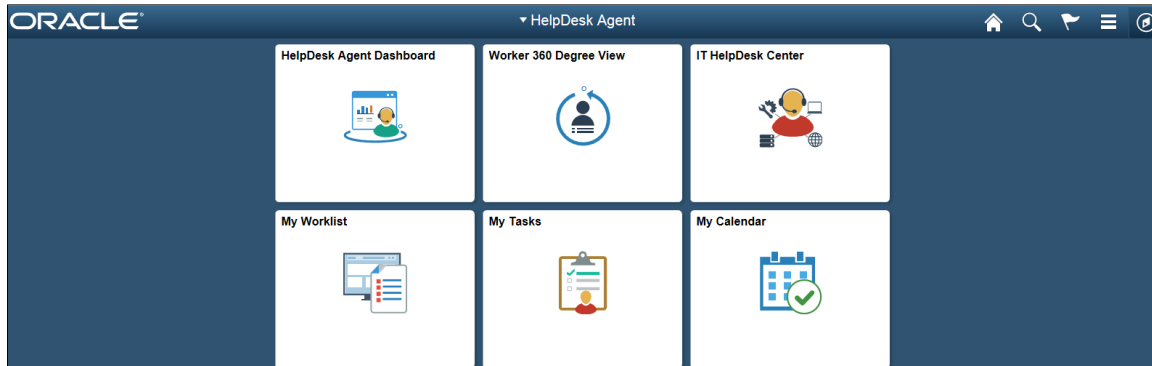 ORACLE®
HelpDesk Agent
HelpDesk Agent Dashboard
Worker 360 Degree View
IT HelpDesk Center
My Worklist
My Tasks
My Calendar